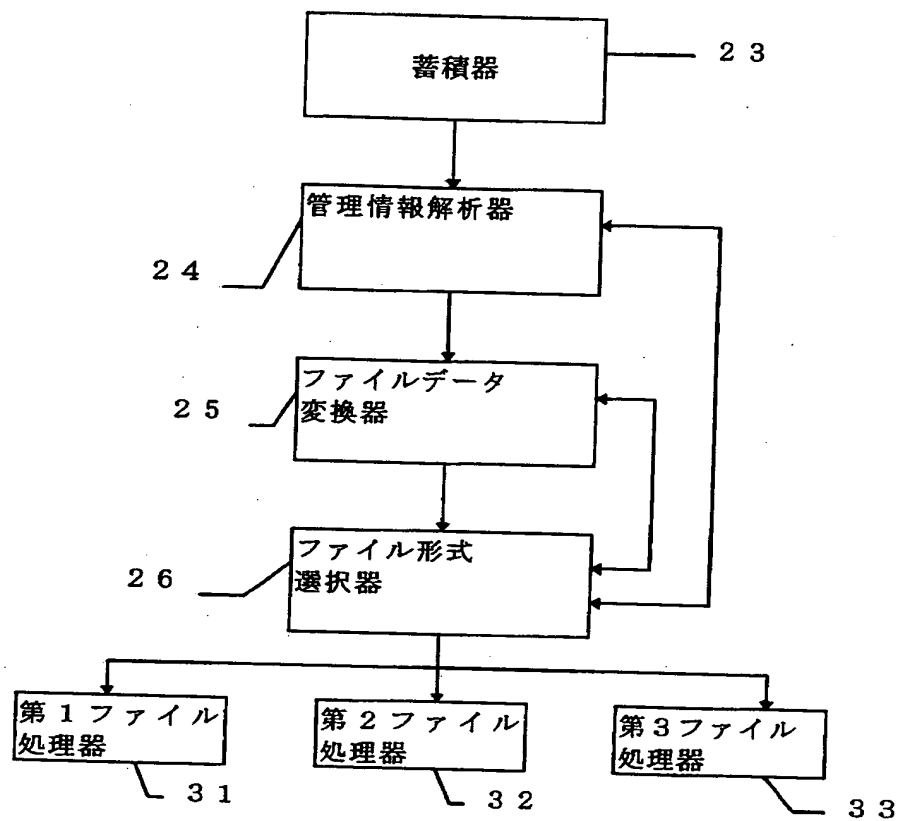 蓄積器
２３
管理情報解析器
２４
ファイルデータ
変換器
２５
ファイル形式
選択器
２６
第１ファイル
処理器
３１
第２ファイル
処理器
３２
第３ファイル
処理器
３３